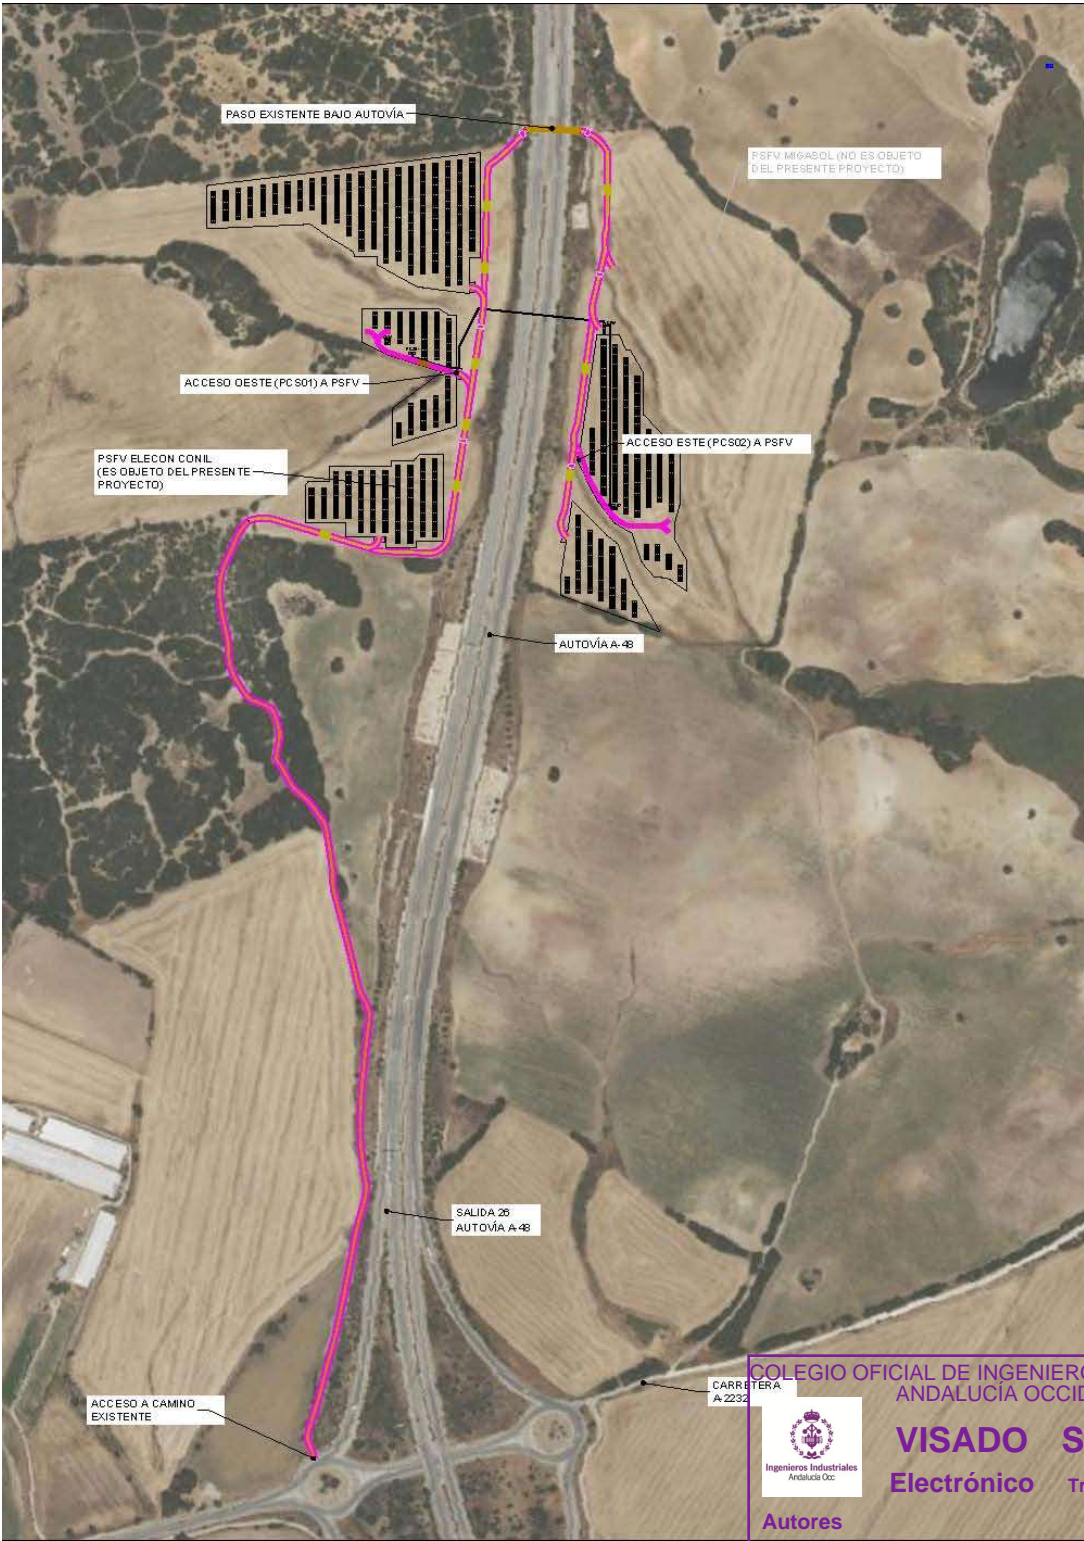 PASO EXISTENTE BAJO AUTOVÍA
PSFV MIGASOL (NO ES OBJETO
DEL PRESENTE PROYECTO)
ACCESO OESTE (PCS01) A PSFV
ACCESO ESTE (PCS02) A PSFV
PSFV ELECON CONIL
(ES OBJETO DEL PRESENTE
PROYECTO)
AUTOVÍA A-48
SALIDA 26
AUTOVÍA A-48
ACCESO A CAMINO
EXISTENTE
CARRETERA
A-2232
COLEGIO OFICIAL DE INGENIERO
ANDALUCÍA OCCID
VISADO S
Ingenieros Industriales
Andalucía Occ
Electrónico Tr
Autores